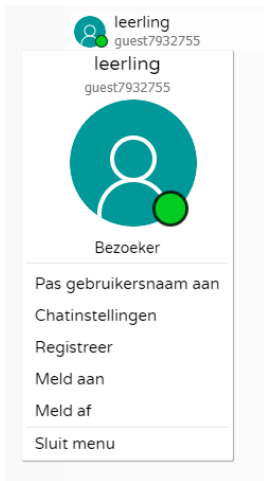 leerling
guest7932755
leerling
guest7932755
Bezoeker
Pas gebruikersnaam aan
Chatinstellingen
Registreer
Meld aan
Meld af
Sluit menu